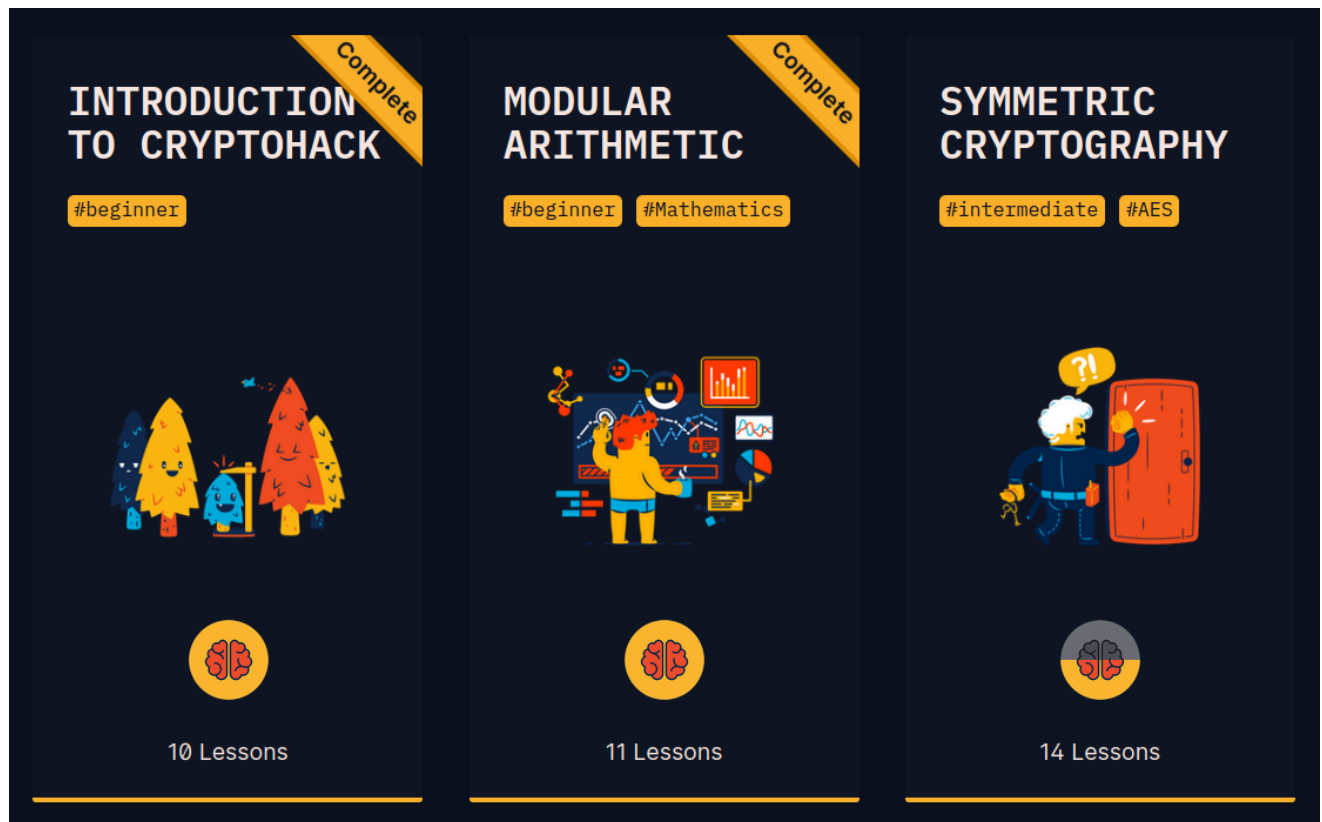 Complete
INTRODUCTION
TO CRYPTOHACK
#beginner
10 Lessons
Complete
MODULAR
ARITHMETIC
#beginner #Mathematics
11 Lessons
SYMMETRIC
CRYPTOGRAPHY
#intermediate #AES
?!
14 Lessons